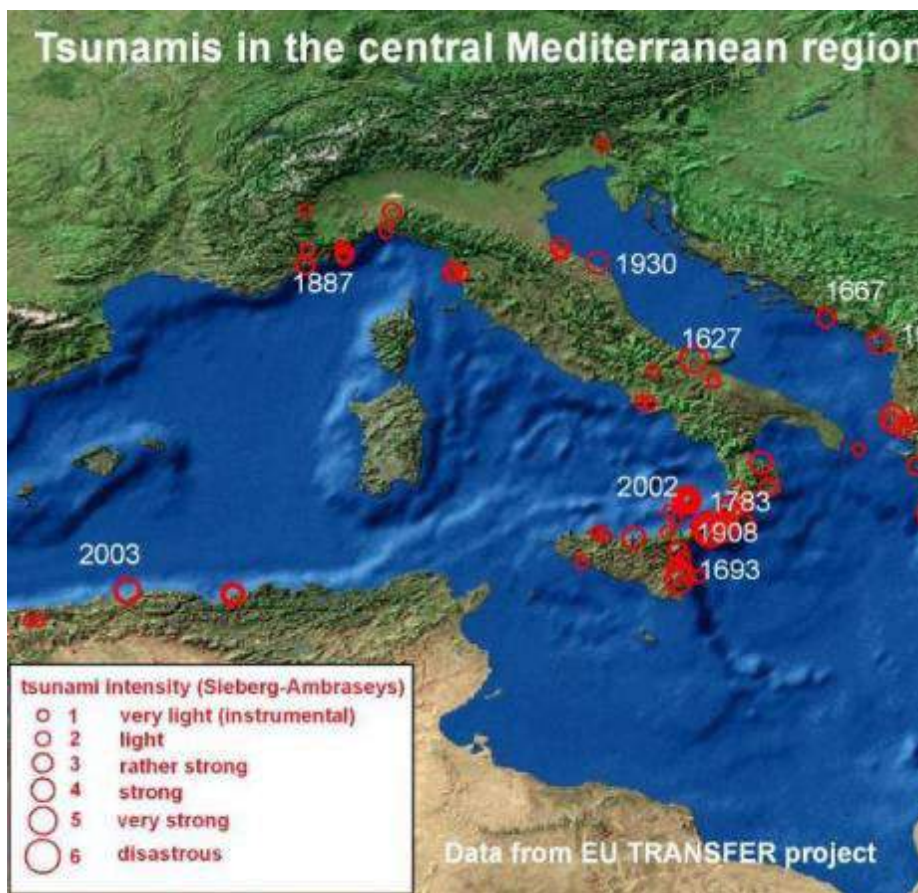 Tsunamis in the central Mediterranean region
1930
1887
1667
1627
2002
1783
1908
2003
1693
tsunami intensity (Sieberg-Ambraseys)
1 very light (instrumental)
2 light
3 rather strong
4 strong
5 very strong
6 disastrous
Data from EU TRANSFER project